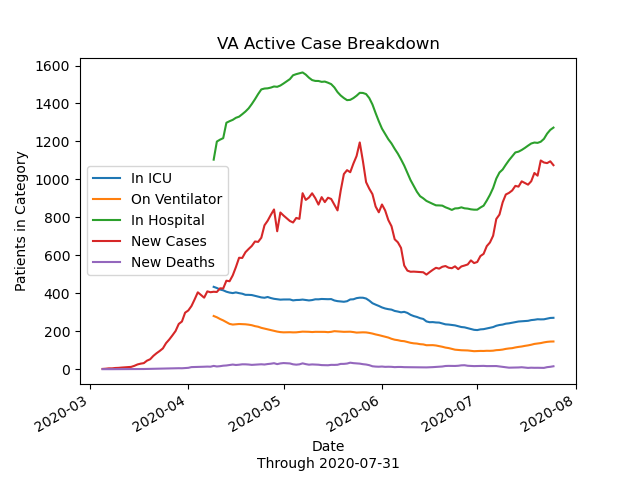 VA Active Case Breakdown
Patients in Category
1600
1400
1200
1000
800
600
400
200
0
In ICU
On Ventilator
In Hospital
New Cases
New Deaths
2020-03
2020-04
2020-05
2020-06
2020-07
2020-08
Date
Through 2020-07-31